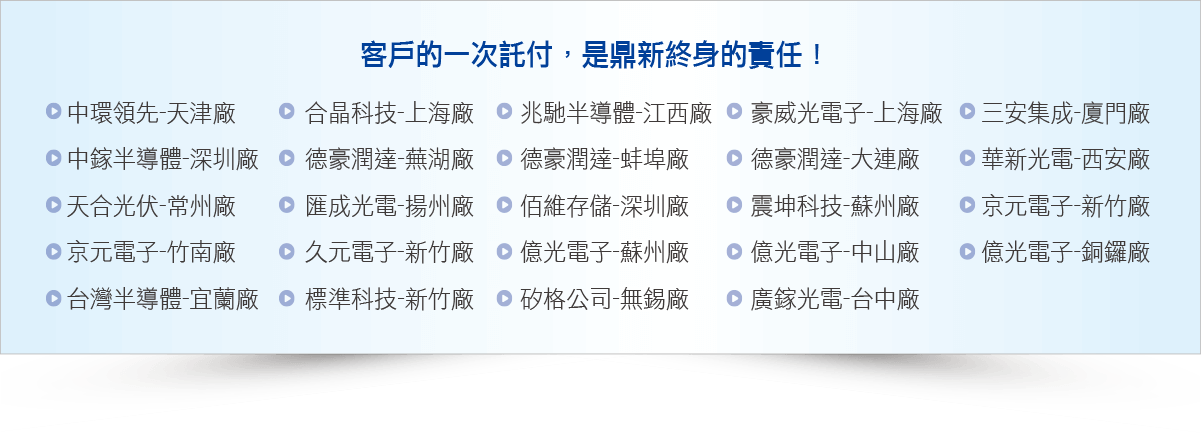 客戶的一次託付，是鼎新終身的責任！
中環領先-天津廠 合晶科技-上海廠 兆馳半導體-江西廠 豪威光電子-上海廠 三安集成-廈門廠
中鎵半導體-深圳廠 德豪潤達-蕪湖廠 德豪潤達-蚌埠廠 德豪潤達-大連廠 華新光電-西安廠
天合光伏-常州廠 匯成光電-揚州廠 佰維存儲-深圳廠 震坤科技-蘇州廠 京元電子-新竹廠
京元電子-竹南廠 久元電子-新竹廠 億光電子-蘇州廠 億光電子-中山廠 億光電子-銅鑼廠
台灣半導體-宜蘭廠 標準科技-新竹廠 矽格公司-無錫廠 廣鎵光電-台中廠